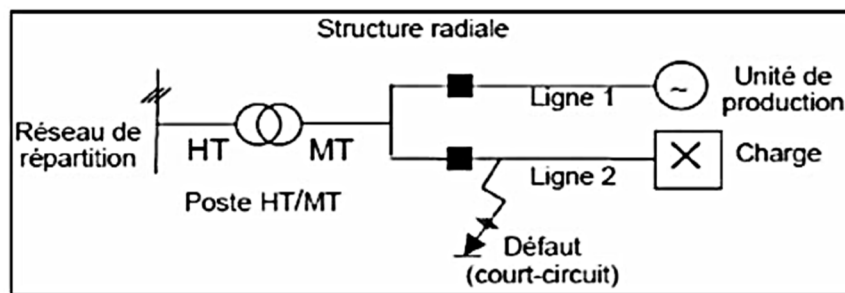 Structure radiale
Ligne 1
Unité de
production
Réseau de
répartition
HT
MT
Poste HT/MT
Ligne 2
Charge
Défaut
(court-circuit)